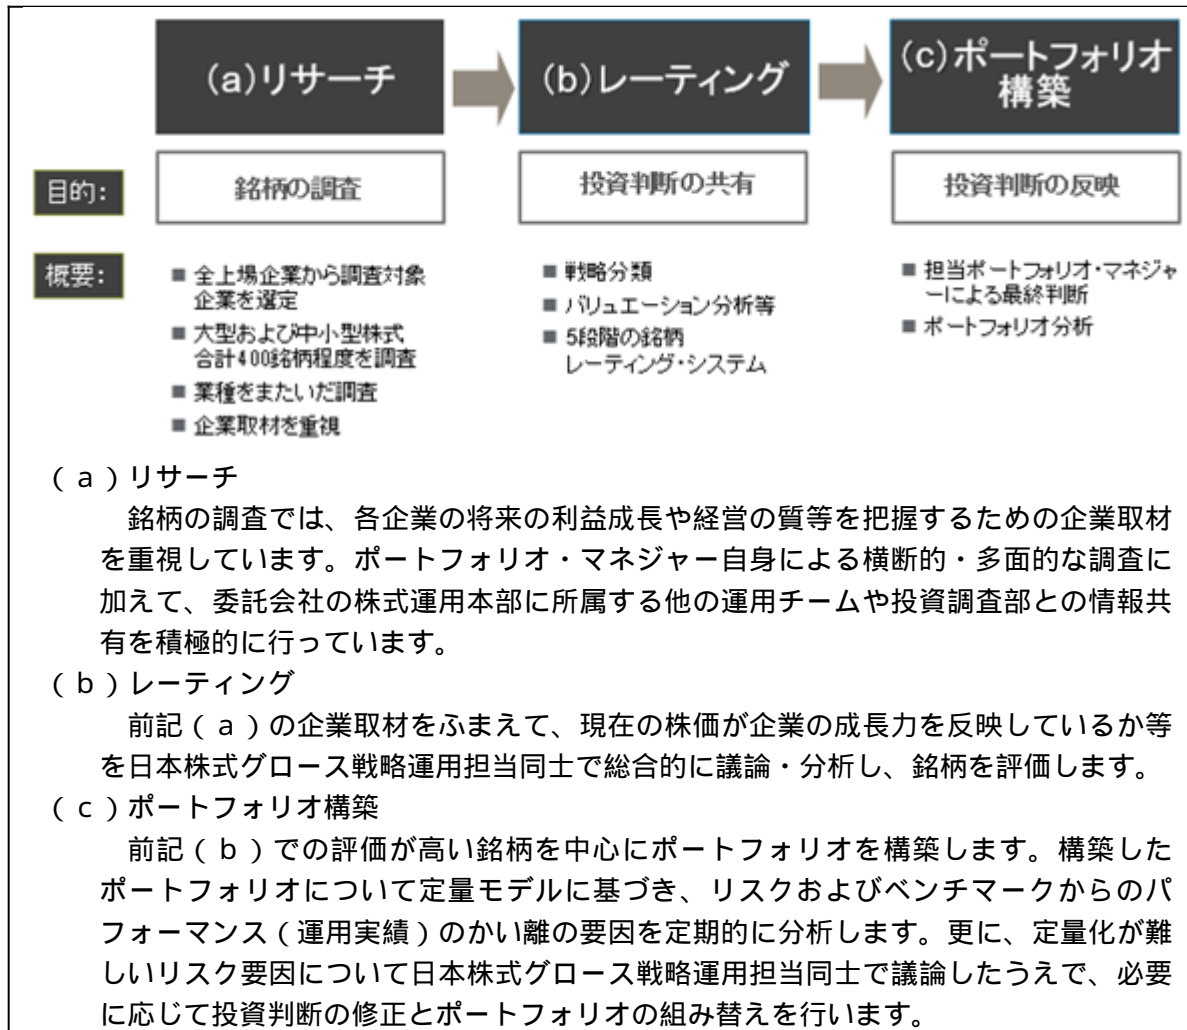 (a)リサーチ
(b)レーティング
(c)ポートフォリオ
構築
目的:
銘柄の調査
投資判断の共有
投資判断の反映
概要:
■ 全上場企業から調査対象
企業を選定
■ 大型および中小型株式
合計400銘柄程度を調査
■ 業種をまたいだ調査
■ 企業取材を重視
■ 戦略分類
■ バリュエーション分析等
■ 5段階の銘柄
レーティング・システム
■ 担当ポートフォリオ・マネジャ
ーによる最終判断
■ ポートフォリオ分析
(a)リサーチ
銘柄の調査では、各企業の将来の利益成長や経営の質等を把握するための企業取材
を重視しています。ポートフォリオ・マネジャー自身による横断的・多面的な調査に
加えて、委託会社の株式運用本部に所属する他の運用チームや投資調査部との情報共
有を積極的に行っています。
(b)レーティング
前記(a)の企業取材をふまえて、現在の株価が企業の成長力を反映しているか等
を日本株式グロース戦略運用担当同士で総合的に議論・分析し、銘柄を評価します。
(c)ポートフォリオ構築
前記(b)での評価が高い銘柄を中心にポートフォリオを構築します。構築した
ポートフォリオについて定量モデルに基づき、リスクおよびベンチマークからのパ
フォーマンス(運用実績)のかい離の要因を定期的に分析します。更に、定量化が難
しいリスク要因について日本株式グロース戦略運用担当同士で議論したうえで、必要
に応じて投資判断の修正とポートフォリオの組み替えを行います。